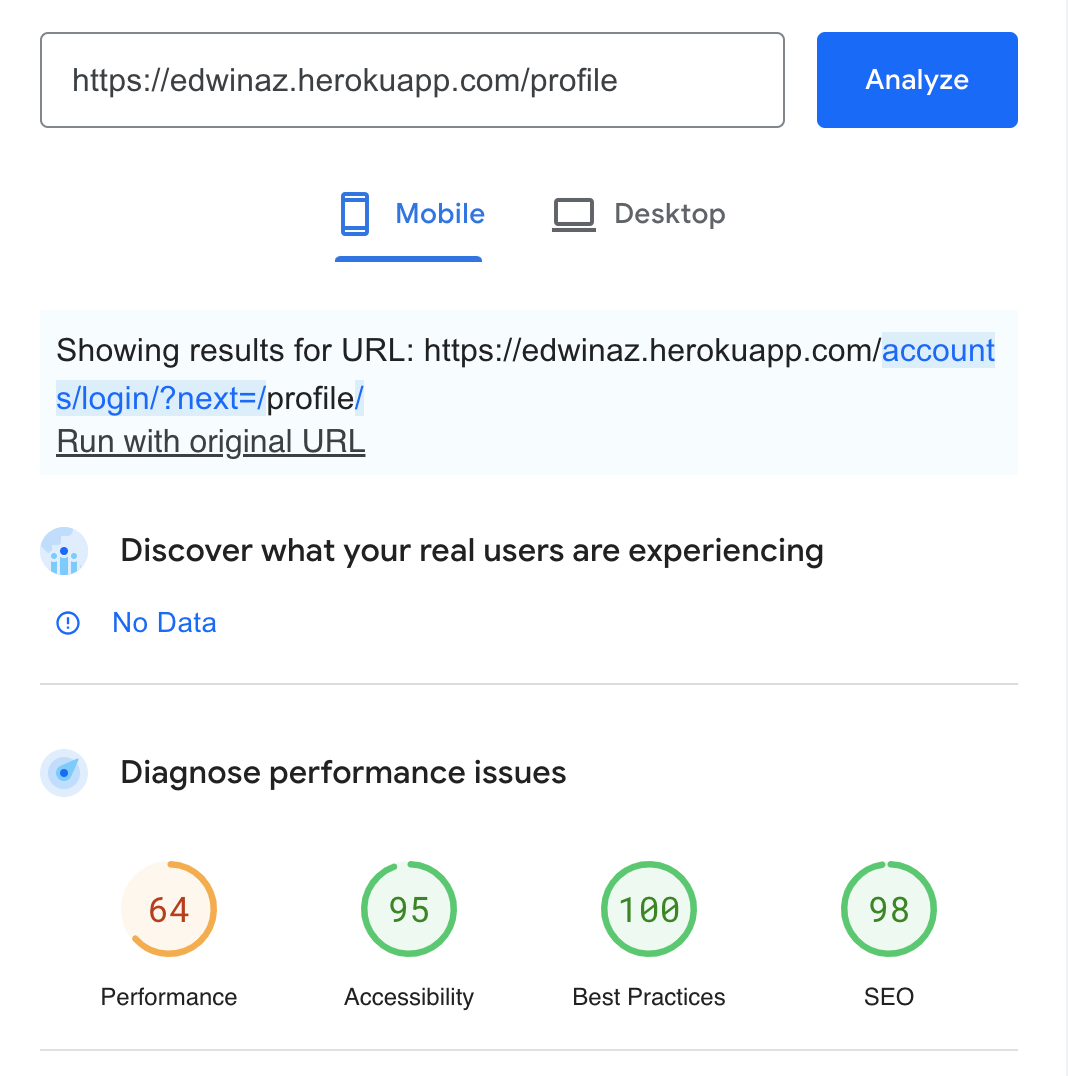 https://edwinaz.herokuapp.com/profile
Analyze
Mobile
Desktop
Showing results for URL: https://edwinaz.herokuapp.com/account
s/login/?next=/profile/
Run with original URL
Discover what your real users are experiencing
No Data
Diagnose performance issues
64
95
100
98
Performance
Accessibility
Best Practices
SEO